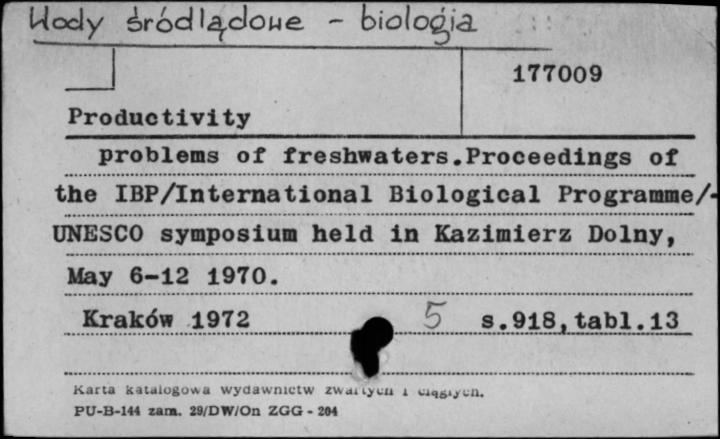 Wody śródlądowe - biologia
177009
Productivity
problems of freshwaters.Proceedings of
the IBP/International Biological Programme/-
UNESCO symposium held in Kazimierz Dolny,
May 6-12 1970.
Kraków 1972 5 s.918,tabl.13
Karta katalogowa wydawnictw zwartych i ciągłych.
PU-B-144 zam. 29/DW/On ZGG - 204